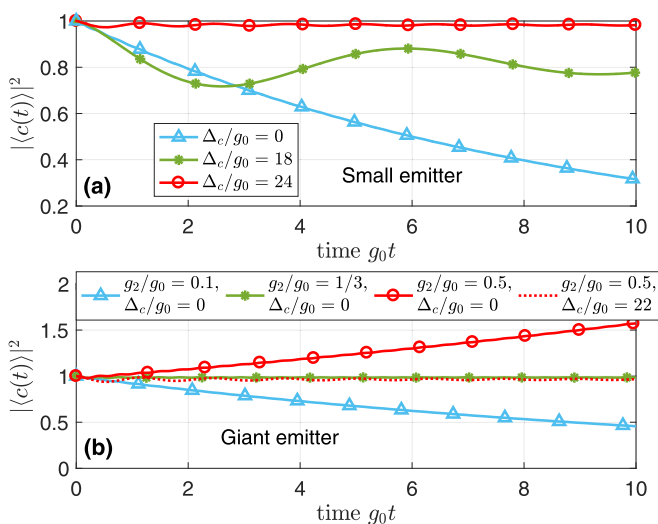 1
0.8
0.6
0.4
0.2
|⟨c(t)⟩|²
(a)
Δc/g0 = 0
Δc/g0 = 18
Δc/g0 = 24
Small emitter
0 2 4 6 8 10
time g0t
2
1.5
1
0.5
0
|⟨c(t)⟩|²
g2/g0 = 0.1, g2/g0 = 1/3, g2/g0 = 0.5, g2/g0 = 0.5,
Δc/g0 = 0 Δc/g0 = 0 Δc/g0 = 0 Δc/g0 = 22
(b)
Giant emitter
0 2 4 6 8 10
time g0t